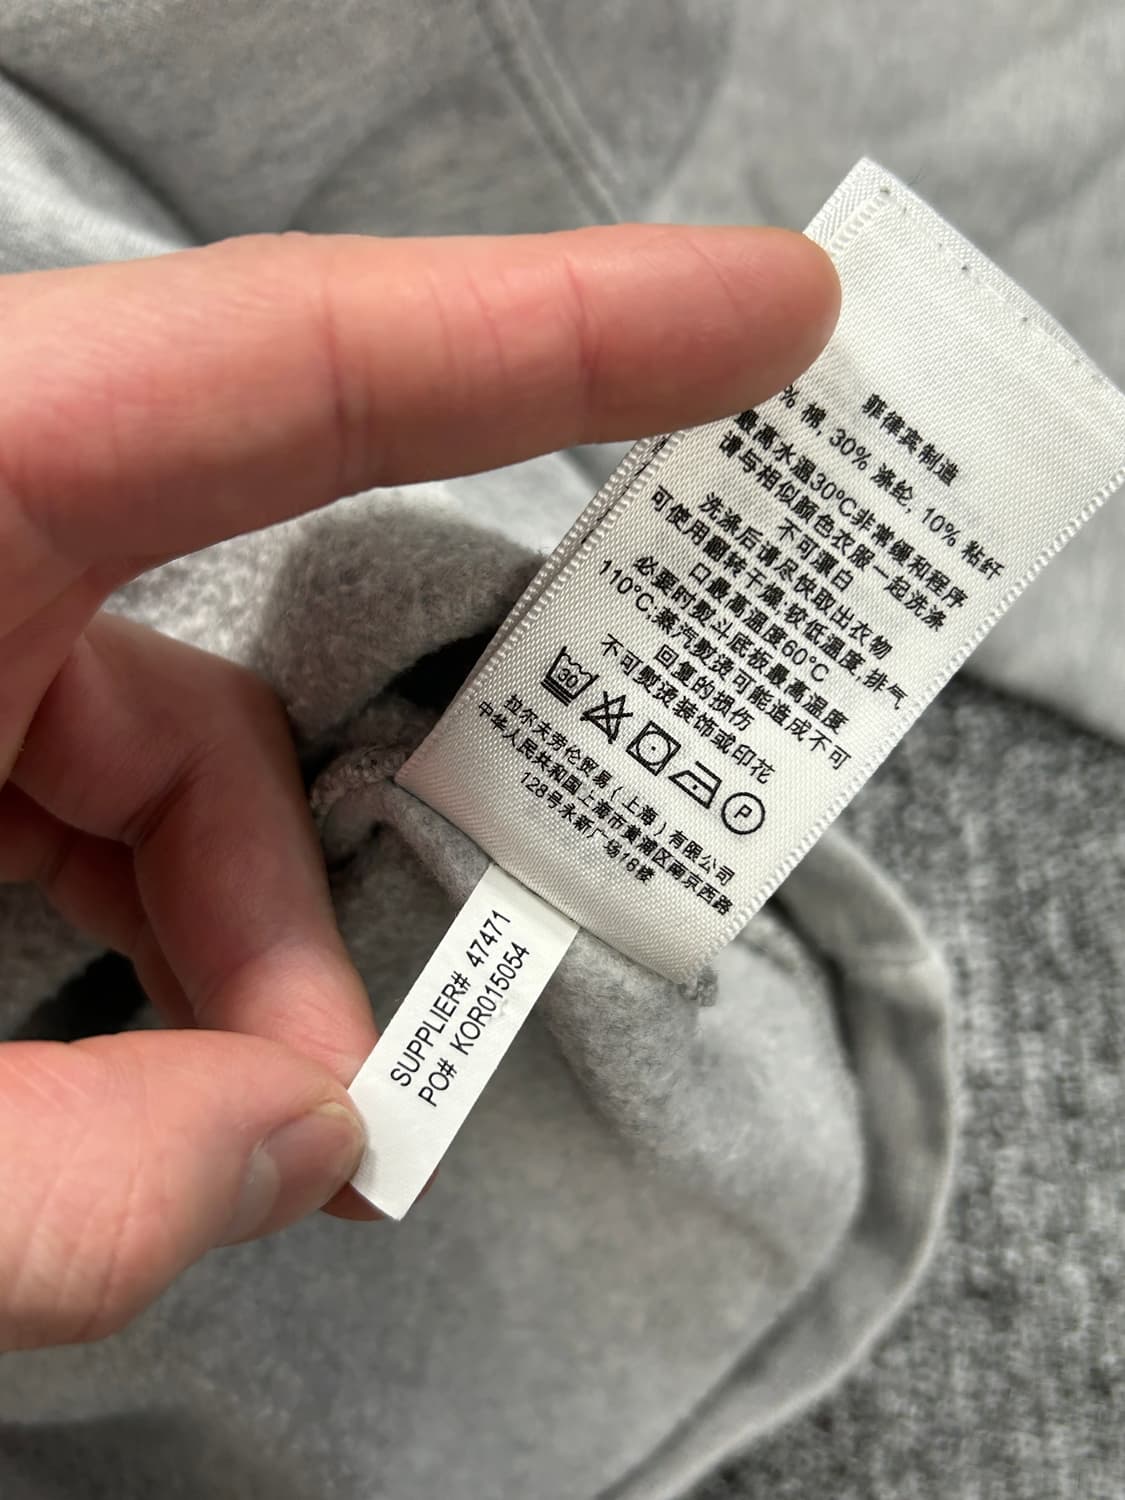 菲律宾制造
% 棉, 30% 涤纶, 10% 粘纤
最高水温30°C非常缓和程序
请与相似颜色衣服一起洗涤
不可漂白
洗涤后请尽快取出衣物
可使用翻转干燥;较低温度,排气
口最高温度60°C
必要时熨斗底板最高温度
110°C;蒸汽熨烫可能造成不可
回复的损伤
不可熨烫装饰或印花
30
P
拉尔夫劳伦贸易(上海)有限公司
中华人民共和国上海市黄浦区南京西路
128号永新广场18楼
SUPPLIER# 47471
PO# KOR015054